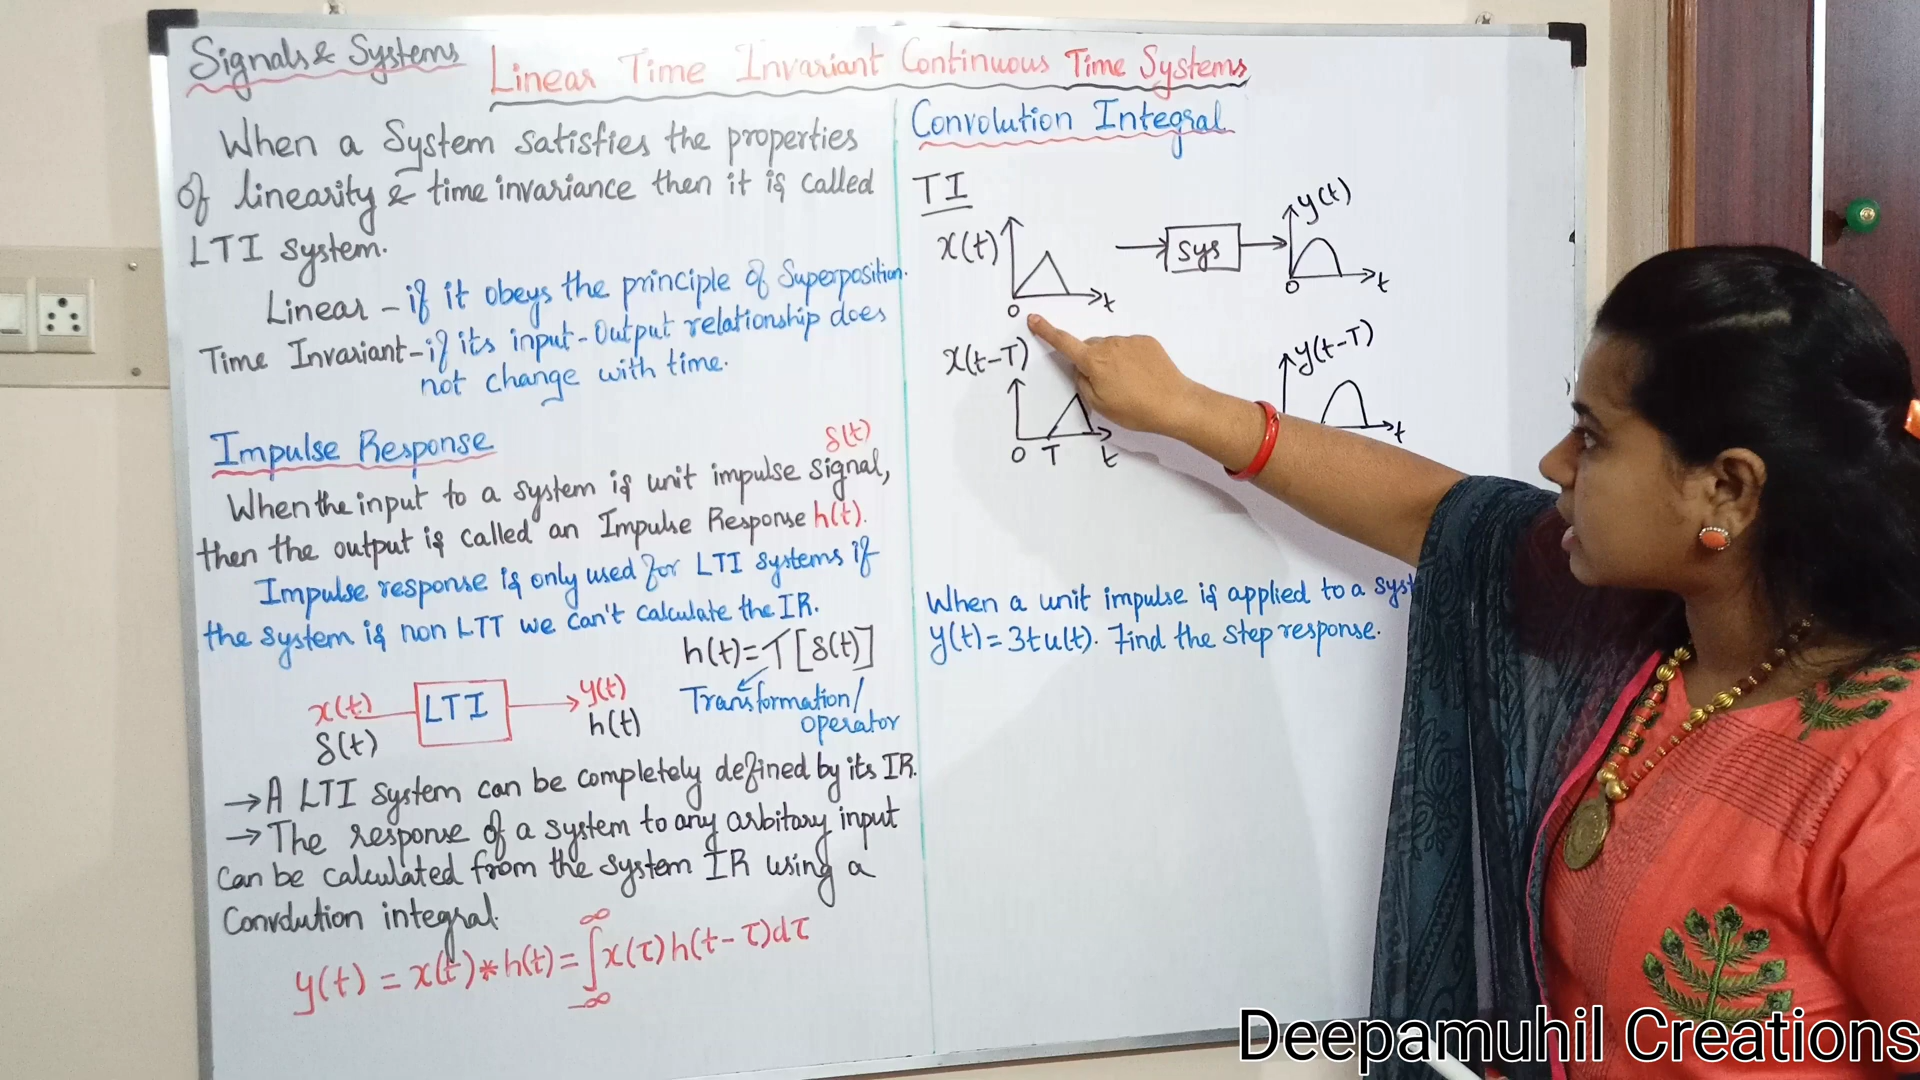 Signals & Systems
Linear Time Invariant Continuous Time Systems
When a System satisfies the properties
of linearity & time invariance then it is called
LTI system.
Linear - if it obeys the principle of Superposition.
Time Invariant - if its input-Output relationship does
not change with time.
Impulse Response
δ(t)
When the input to a system is unit impulse signal,
then the output is called an Impulse Response h(t).
Impulse response is only used for LTI systems if
the system is non LTI we can't calculate the IR.
h(t)=T[δ(t)]
Transformation/
operator
x(t) LTI y(t)
δ(t) h(t)
→ A LTI system can be completely defined by its IR.
→ The response of a system to any arbitary input
can be calculated from the system IR using a
Convolution integral.
∞
y(t) = x(t)*h(t) = ∫x(τ)h(t-τ)dτ
-∞
Convolution Integral
TI
x(t) sys y(t)
0 t 0 t
x(t-T) y(t-T)
0 T t t
When a unit impulse is applied to a syst
y(t)=3tu(t). Find the step response.
Deepamuhil Creations